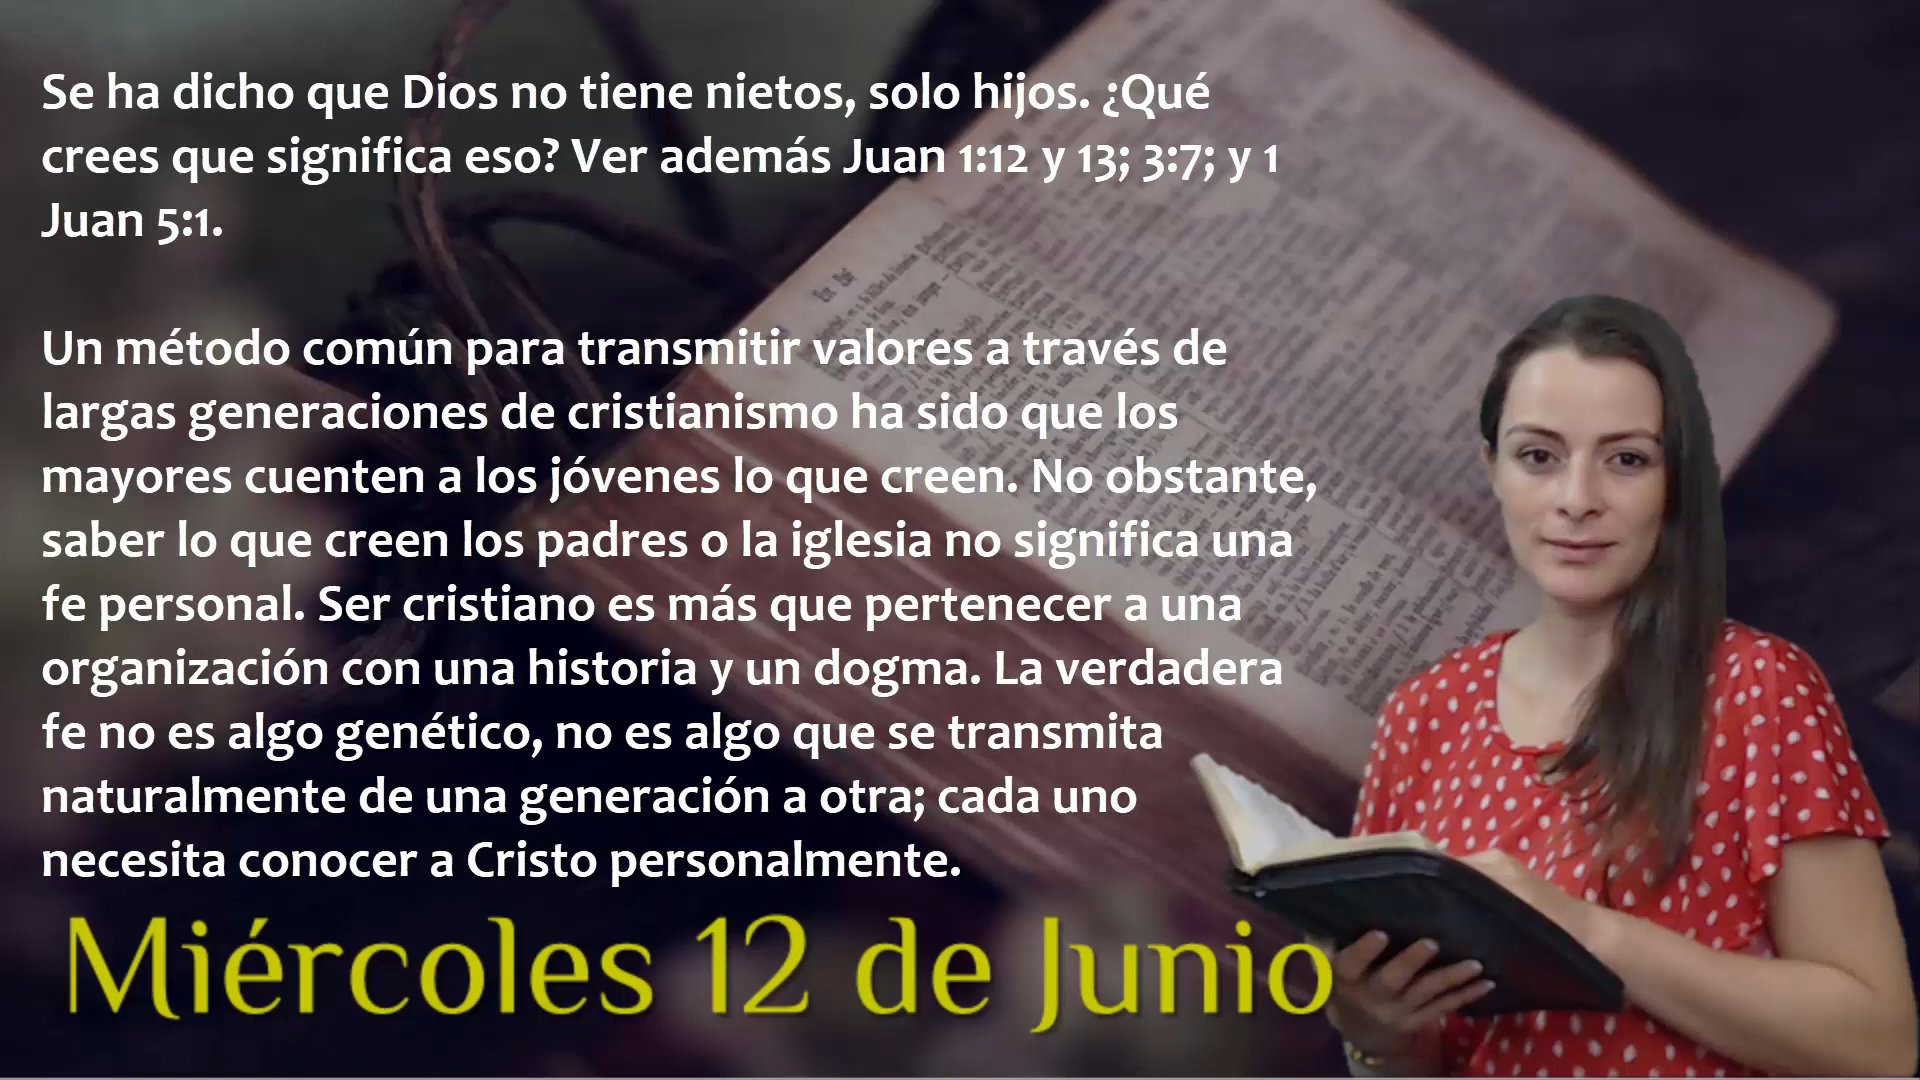 Se ha dicho que Dios no tiene nietos, solo hijos. ¿Qué
crees que significa eso? Ver además Juan 1:12 y 13; 3:7; y 1
Juan 5:1.
Un método común para transmitir valores a través de
largas generaciones de cristianismo ha sido que los
mayores cuenten a los jóvenes lo que creen. No obstante,
saber lo que creen los padres o la iglesia no significa una
fe personal. Ser cristiano es más que pertenecer a una
organización con una historia y un dogma. La verdadera
fe no es algo genético, no es algo que se transmita
naturalmente de una generación a otra; cada uno
necesita conocer a Cristo personalmente.
Miércoles 12 de Junio